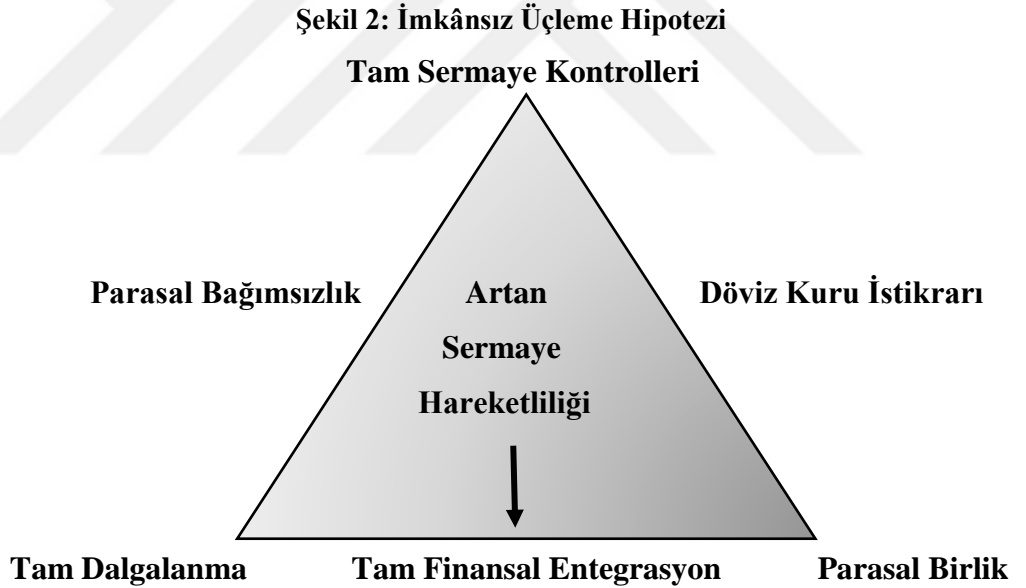 Şekil 2: İmkânsız Üçleme Hipotezi
Tam Sermaye Kontrolleri
Parasal Bağımsızlık
Artan
Sermaye
Hareketliliği
Döviz Kuru İstikrarı
Tam Dalgalanma
Tam Finansal Entegrasyon
Parasal Birlik